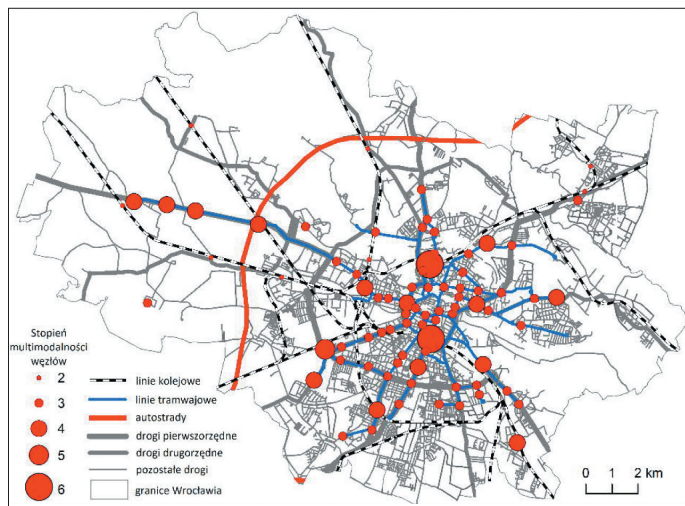 Stopień
multimodalności
węzłów
2
3
4
5
6
linie kolejowe
linie tramwajowe
autostrady
drogi pierwszorzędne
drogi drugorzędne
pozostałe drogi
granice Wrocławia
0 1 2 km